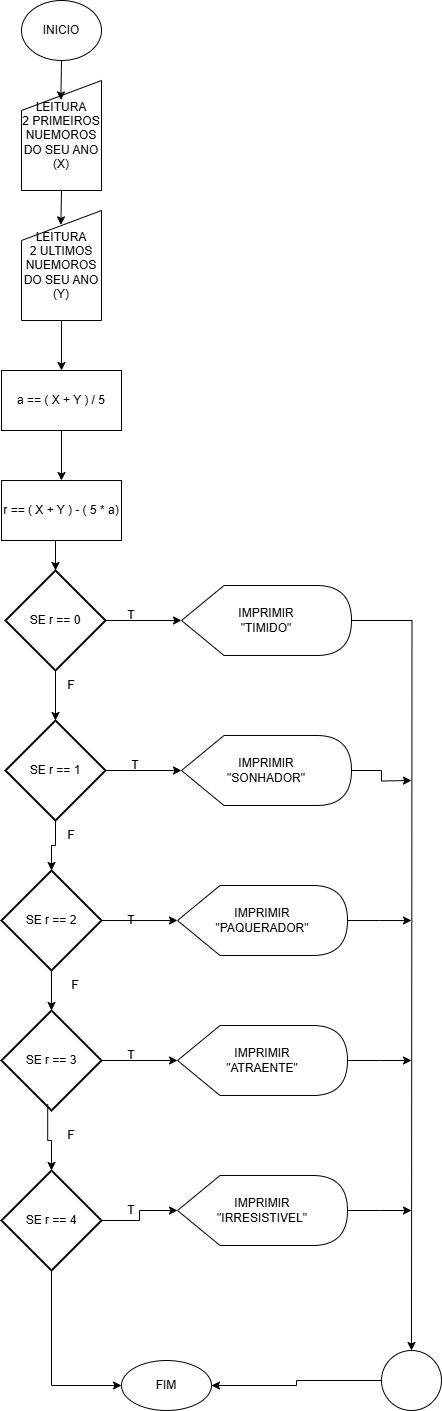 INICIO
LEITURA
2 PRIMEIROS
NUEMOROS
DO SEU ANO
(X)
LEITURA
2 ULTIMOS
NUEMOROS
DO SEU ANO
(Y)
a == ( X + Y ) / 5
r == ( X + Y ) - ( 5 * a)
SE r == 0
T
IMPRIMIR
"TIMIDO"
F
SE r == 1
T
IMPRIMIR
"SONHADOR"
F
SE r == 2
T
IMPRIMIR
"PAQUERADOR"
F
SE r == 3
T
IMPRIMIR
"ATRAENTE"
F
SE r == 4
T
IMPRIMIR
"IRRESISTIVEL"
FIM